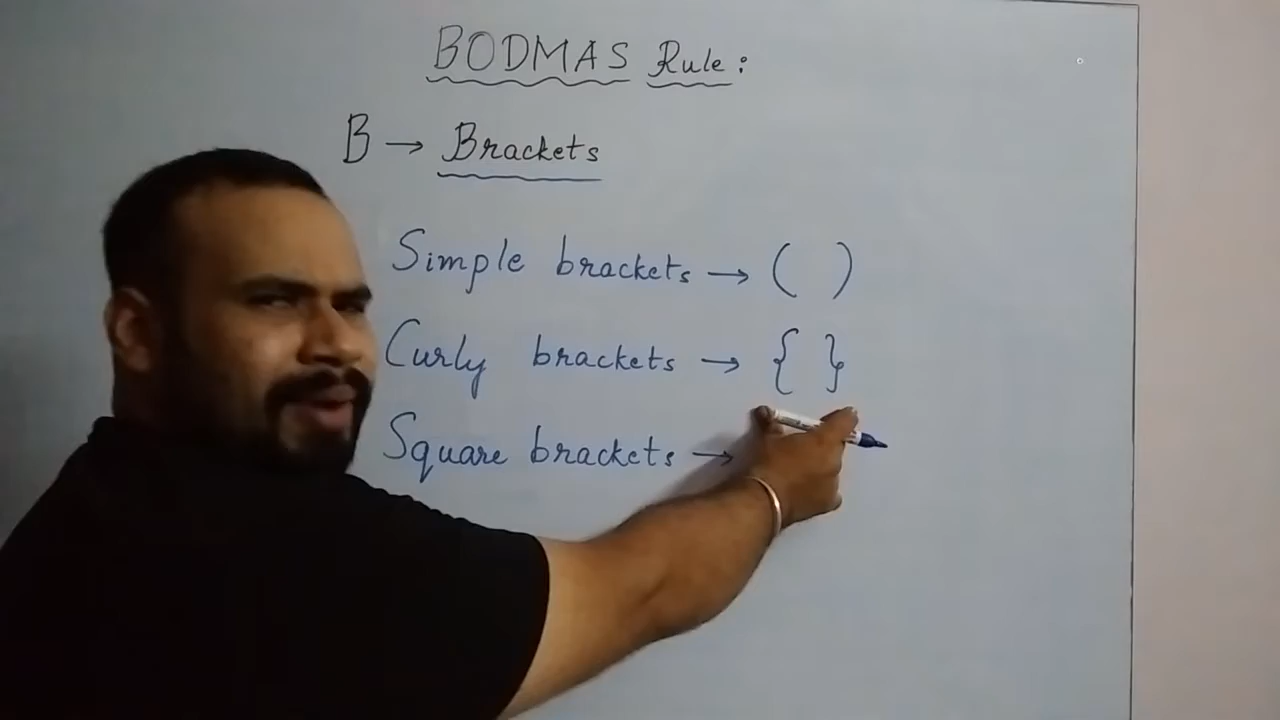 BODMAS Rule:
B → Brackets
Simple brackets → ( )
Curly brackets → { }
Square brackets →